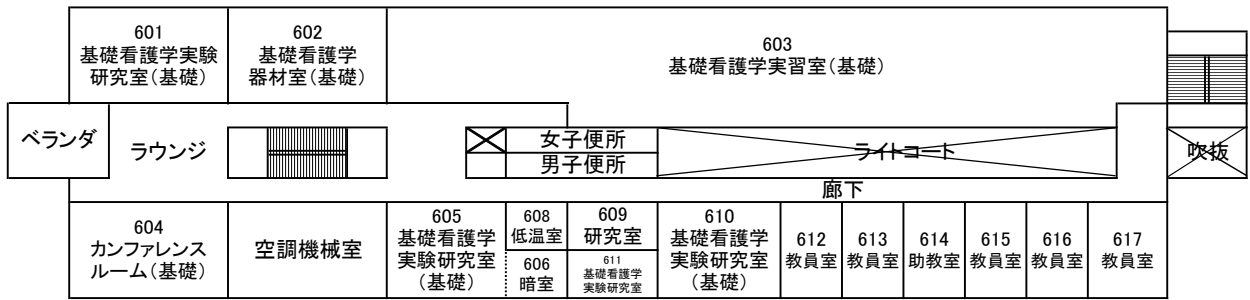 601
基礎看護学実験
研究室(基礎)
602
基礎看護学
器材室(基礎)
603
基礎看護学実習室(基礎)
ベランダ
ラウンジ
女子便所
男子便所
ライトコート
吹抜
廊下
604
カンファレンス
ルーム(基礎)
空調機械室
605
基礎看護学
実験研究室
(基礎)
608
低温室
606
暗室
609
研究室
611
基礎看護学
実験研究室
610
基礎看護学
実験研究室
(基礎)
612
教員室
613
教員室
614
助教室
615
教員室
616
教員室
617
教員室